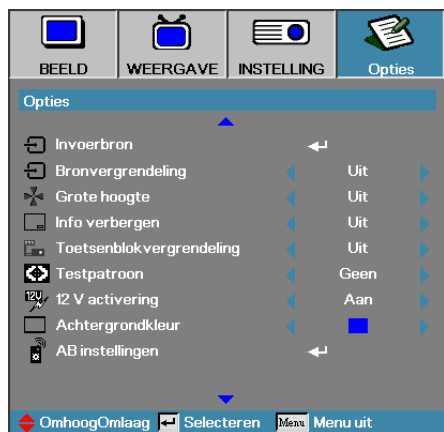 BEELD WEERGAVE INSTELLING Opties
Opties
Invoerbron
Bronvergrendeling Uit
Grote hoogte Uit
Info verbergen Uit
Toetsenblokvergrendeling Uit
Testpatroon Geen
12V 12 V activering Aan
Achtergrondkleur
AB instellingen
OmhoogOmlaag Selecteren Menu Menu uit